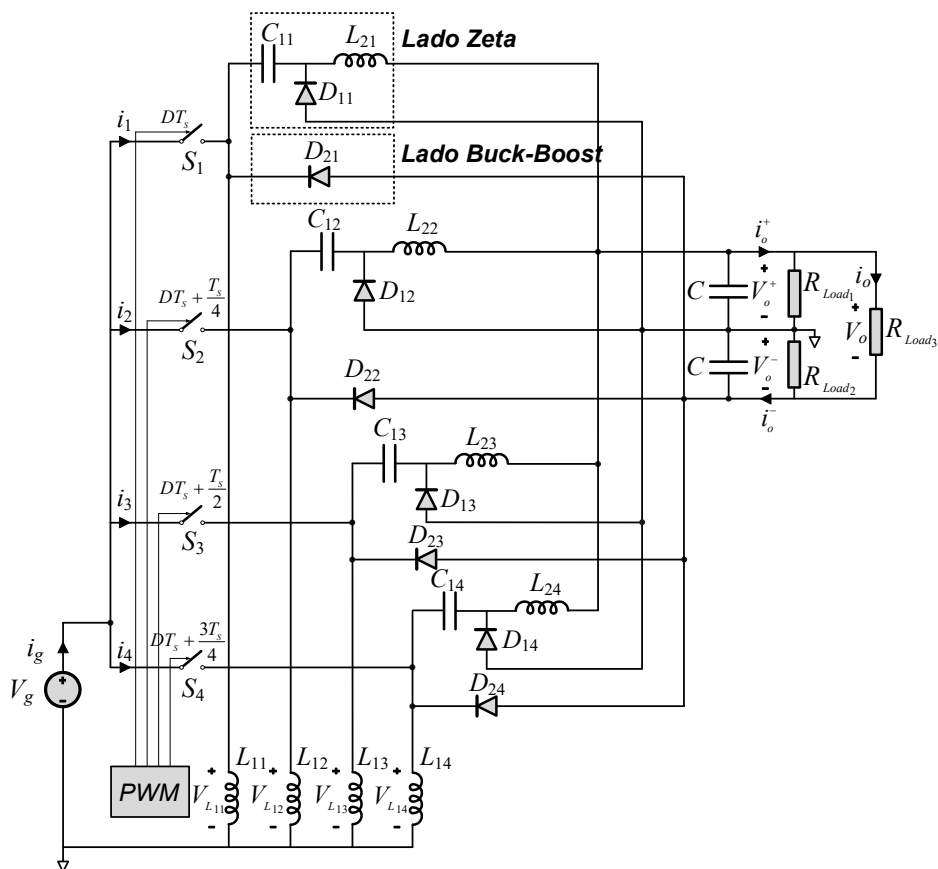 C11
L21
Lado Zeta
D11
i1
DTs
S1
D21
Lado Buck-Boost
C12
L22
D12
i2
DTs + Ts/4
S2
io+
C
Vo+
RLoad1
io
Vo
RLoad3
C
Vo-
RLoad2
io-
D22
C13
L23
D13
i3
DTs + Ts/2
S3
D23
C14
L24
D14
i4
DTs + 3Ts/4
S4
D24
ig
Vg
PWM
L11
L12
L13
L14
VL11
VL12
VL13
VL14